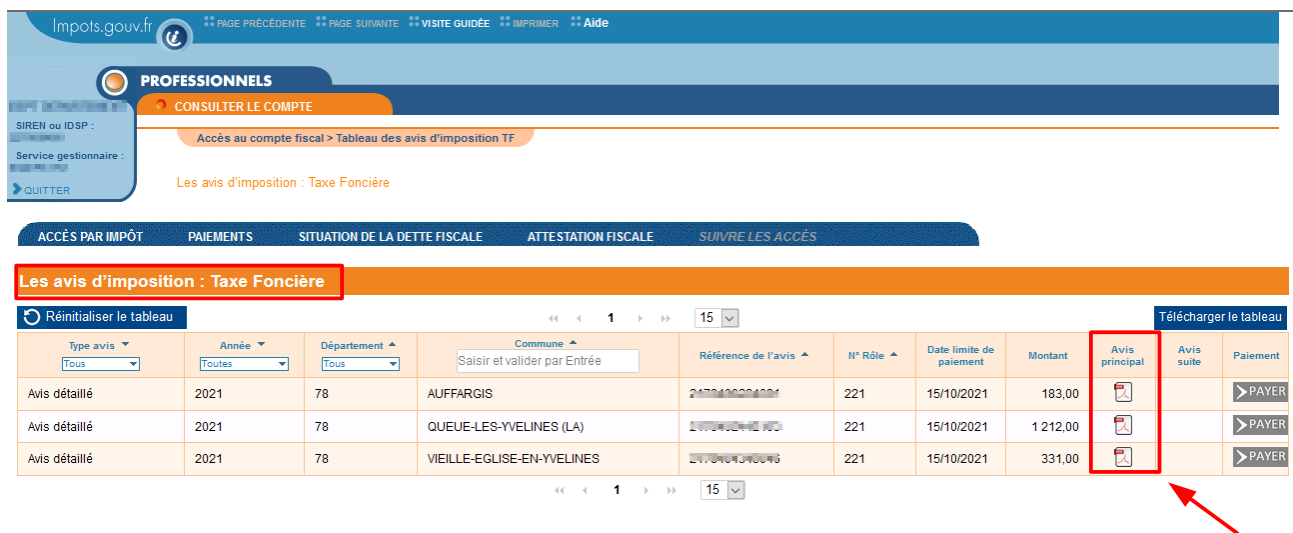 Impots.gouv.fr PAGE PRÉCÉDENTE PAGE SUIVANTE VISITE GUIDÉE IMPRIMER Aide
PROFESSIONNELS
CONSULTER LE COMPTE
SIREN ou IDSP :
Accès au compte fiscal > Tableau des avis d'imposition TF
Service gestionnaire :
QUITTER
Les avis d'imposition : Taxe Foncière
ACCÈS PAR IMPÔT PAIEMENTS SITUATION DE LA DETTE FISCALE ATTESTATION FISCALE SUIVRE LES ACCÈS
Les avis d'imposition : Taxe Foncière
Réinitialiser le tableau 1 15 Télécharger le tableau
Type avis Année Département Commune Référence de l'avis N° Rôle Date limite de paiement Montant Avis principal Avis suite Paiement
Tous Toutes Tous Saisir et valider par Entrée
Avis détaillé 2021 78 AUFFARGIS 221 15/10/2021 183,00 PAYER
Avis détaillé 2021 78 QUEUE-LES-YVELINES (LA) 221 15/10/2021 1 212,00 PAYER
Avis détaillé 2021 78 VIEILLE-EGLISE-EN-YVELINES 221 15/10/2021 331,00 PAYER
1 15